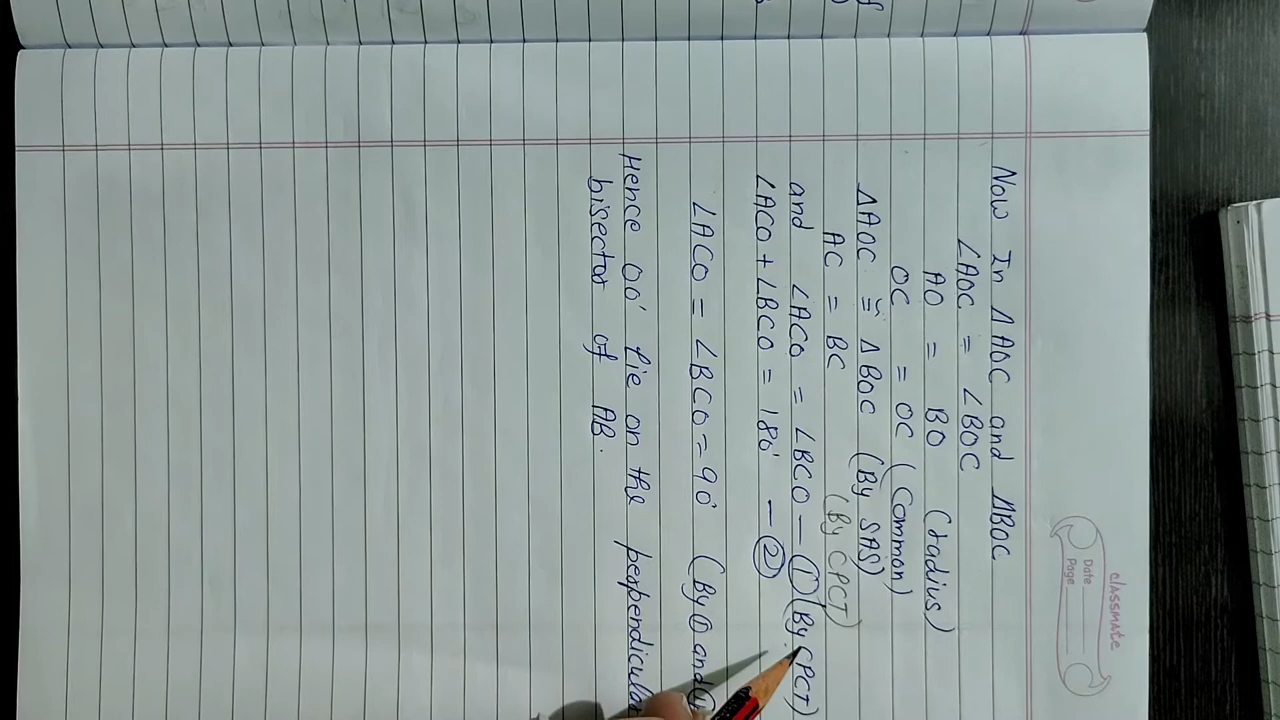 classmate
Date
Page
Now In ΔAOC and ΔBOC
∠AOC = ∠BOC
AO = BO (radius)
OC = OC (Common)
ΔAOC ≅ ΔBOC (By SAS)
AC = BC (By CPCT)
and ∠ACO = ∠BCO — ① (By CPCT)
∠ACO + ∠BCO = 180° — ②
∠ACO = ∠BCO = 90° (By ① and
Hence OO' lie on the perpendicular
bisector of AB.